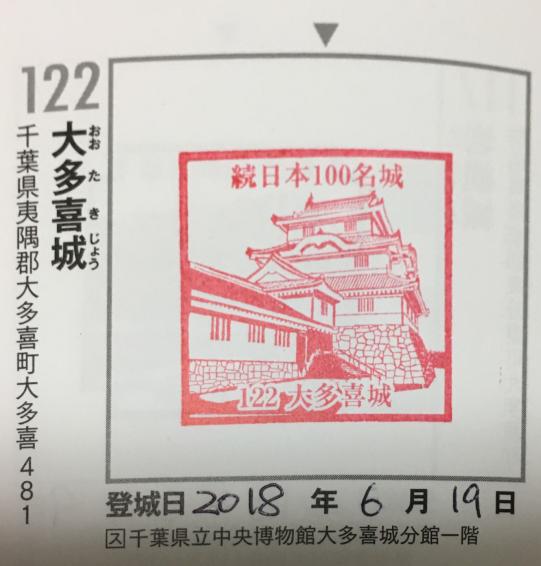 122
大多喜城
おおたきじょう
千葉県夷隅郡大多喜町大多喜481
続日本100名城
122 大多喜城
登城日 2018 年 6 月 19 日
ス千葉県立中央博物館大多喜城分館一階